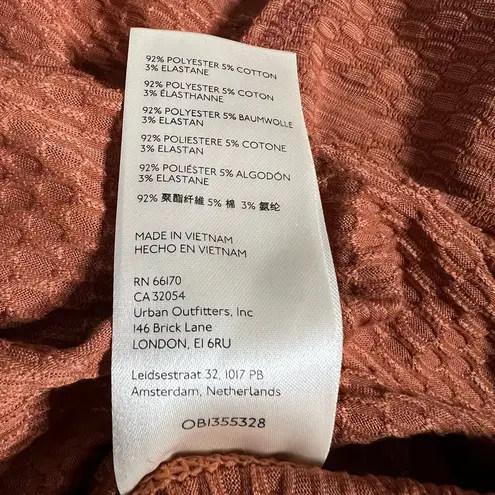 92% POLYESTER 5% COTTON
3% ELASTANE
92% POLYESTER 5% COTON
3% ÉLASTHANNE
92% POLYESTER 5% BAUMWOLLE
3% ELASTAN
92% POLIESTERE 5% COTONE
3% ELASTAN
92% POLIÉSTER 5% ALGODÓN
3% ELASTANE
92% 聚酯纤維 5% 棉 3% 氨纶
MADE IN VIETNAM
HECHO EN VIETNAM
RN 66170
CA 32054
Urban Outfitters, Inc
146 Brick Lane
LONDON, E1 6RU
Leidsestraat 32, 1017 PB
Amsterdam, Netherlands
OB1355328